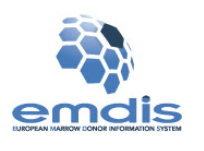 emdis
EUROPEAN MARROW DONOR INFORMATION SYSTEM